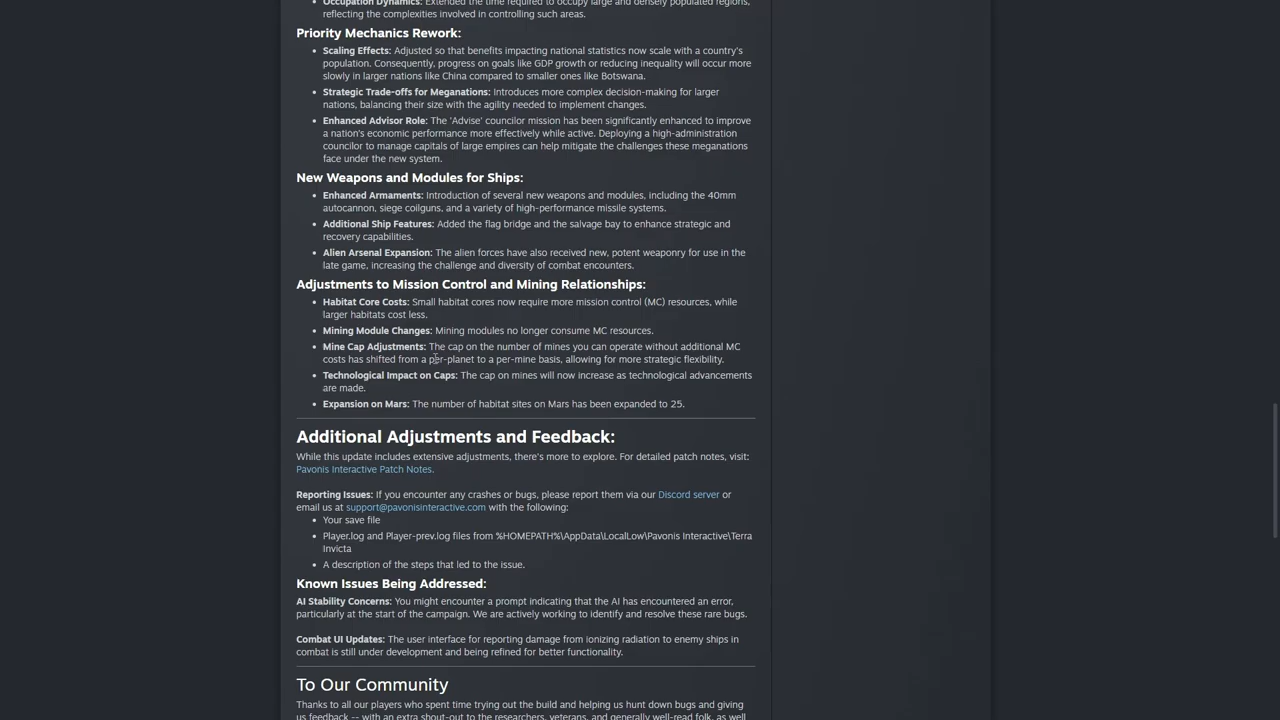 Occupation Dynamics: Extended the time required to occupy large and densely populated regions,
reflecting the complexities involved in controlling such areas.
Priority Mechanics Rework:
• Scaling Effects: Adjusted so that benefits impacting national statistics now scale with a country's
population. Consequently, progress on goals like GDP growth or reducing inequality will occur more
slowly in larger nations like China compared to smaller ones like Botswana.
• Strategic Trade-offs for Meganations: Introduces more complex decision-making for larger
nations, balancing their size with the agility needed to implement changes.
• Enhanced Advisor Role: The 'Advise' councilor mission has been significantly enhanced to improve
a nation's economic performance more effectively while active. Deploying a high-administration
councilor to manage capitals of large empires can help mitigate the challenges these meganations
face under the new system.
New Weapons and Modules for Ships:
• Enhanced Armaments: Introduction of several new weapons and modules, including the 40mm
autocannon, siege coilguns, and a variety of high-performance missile systems.
• Additional Ship Features: Added the flag bridge and the salvage bay to enhance strategic and
recovery capabilities.
• Alien Arsenal Expansion: The alien forces have also received new, potent weaponry for use in the
late game, increasing the challenge and diversity of combat encounters.
Adjustments to Mission Control and Mining Relationships:
• Habitat Core Costs: Small habitat cores now require more mission control (MC) resources, while
larger habitats cost less.
• Mining Module Changes: Mining modules no longer consume MC resources.
• Mine Cap Adjustments: The cap on the number of mines you can operate without additional MC
costs has shifted from a per-planet to a per-mine basis, allowing for more strategic flexibility.
• Technological Impact on Caps: The cap on mines will now increase as technological advancements
are made.
• Expansion on Mars: The number of habitat sites on Mars has been expanded to 25.
Additional Adjustments and Feedback:
While this update includes extensive adjustments, there's more to explore. For detailed patch notes, visit:
Pavonis Interactive Patch Notes.
Reporting Issues: If you encounter any crashes or bugs, please report them via our Discord server or
email us at support@pavonisinteractive.com with the following:
• Your save file
• Player.log and Player-prev.log files from %HOMEPATH%\AppData\LocalLow\Pavonis Interactive\Terra
Invicta
• A description of the steps that led to the issue.
Known Issues Being Addressed:
AI Stability Concerns: You might encounter a prompt indicating that the AI has encountered an error,
particularly at the start of the campaign. We are actively working to identify and resolve these rare bugs.
Combat UI Updates: The user interface for reporting damage from ionizing radiation to enemy ships in
combat is still under development and being refined for better functionality.
To Our Community
Thanks to all our players who spent time trying out the build and helping us hunt down bugs and giving
us feedback -- with an extra shout-out to the researchers, veterans, and generally well-read folk, as well